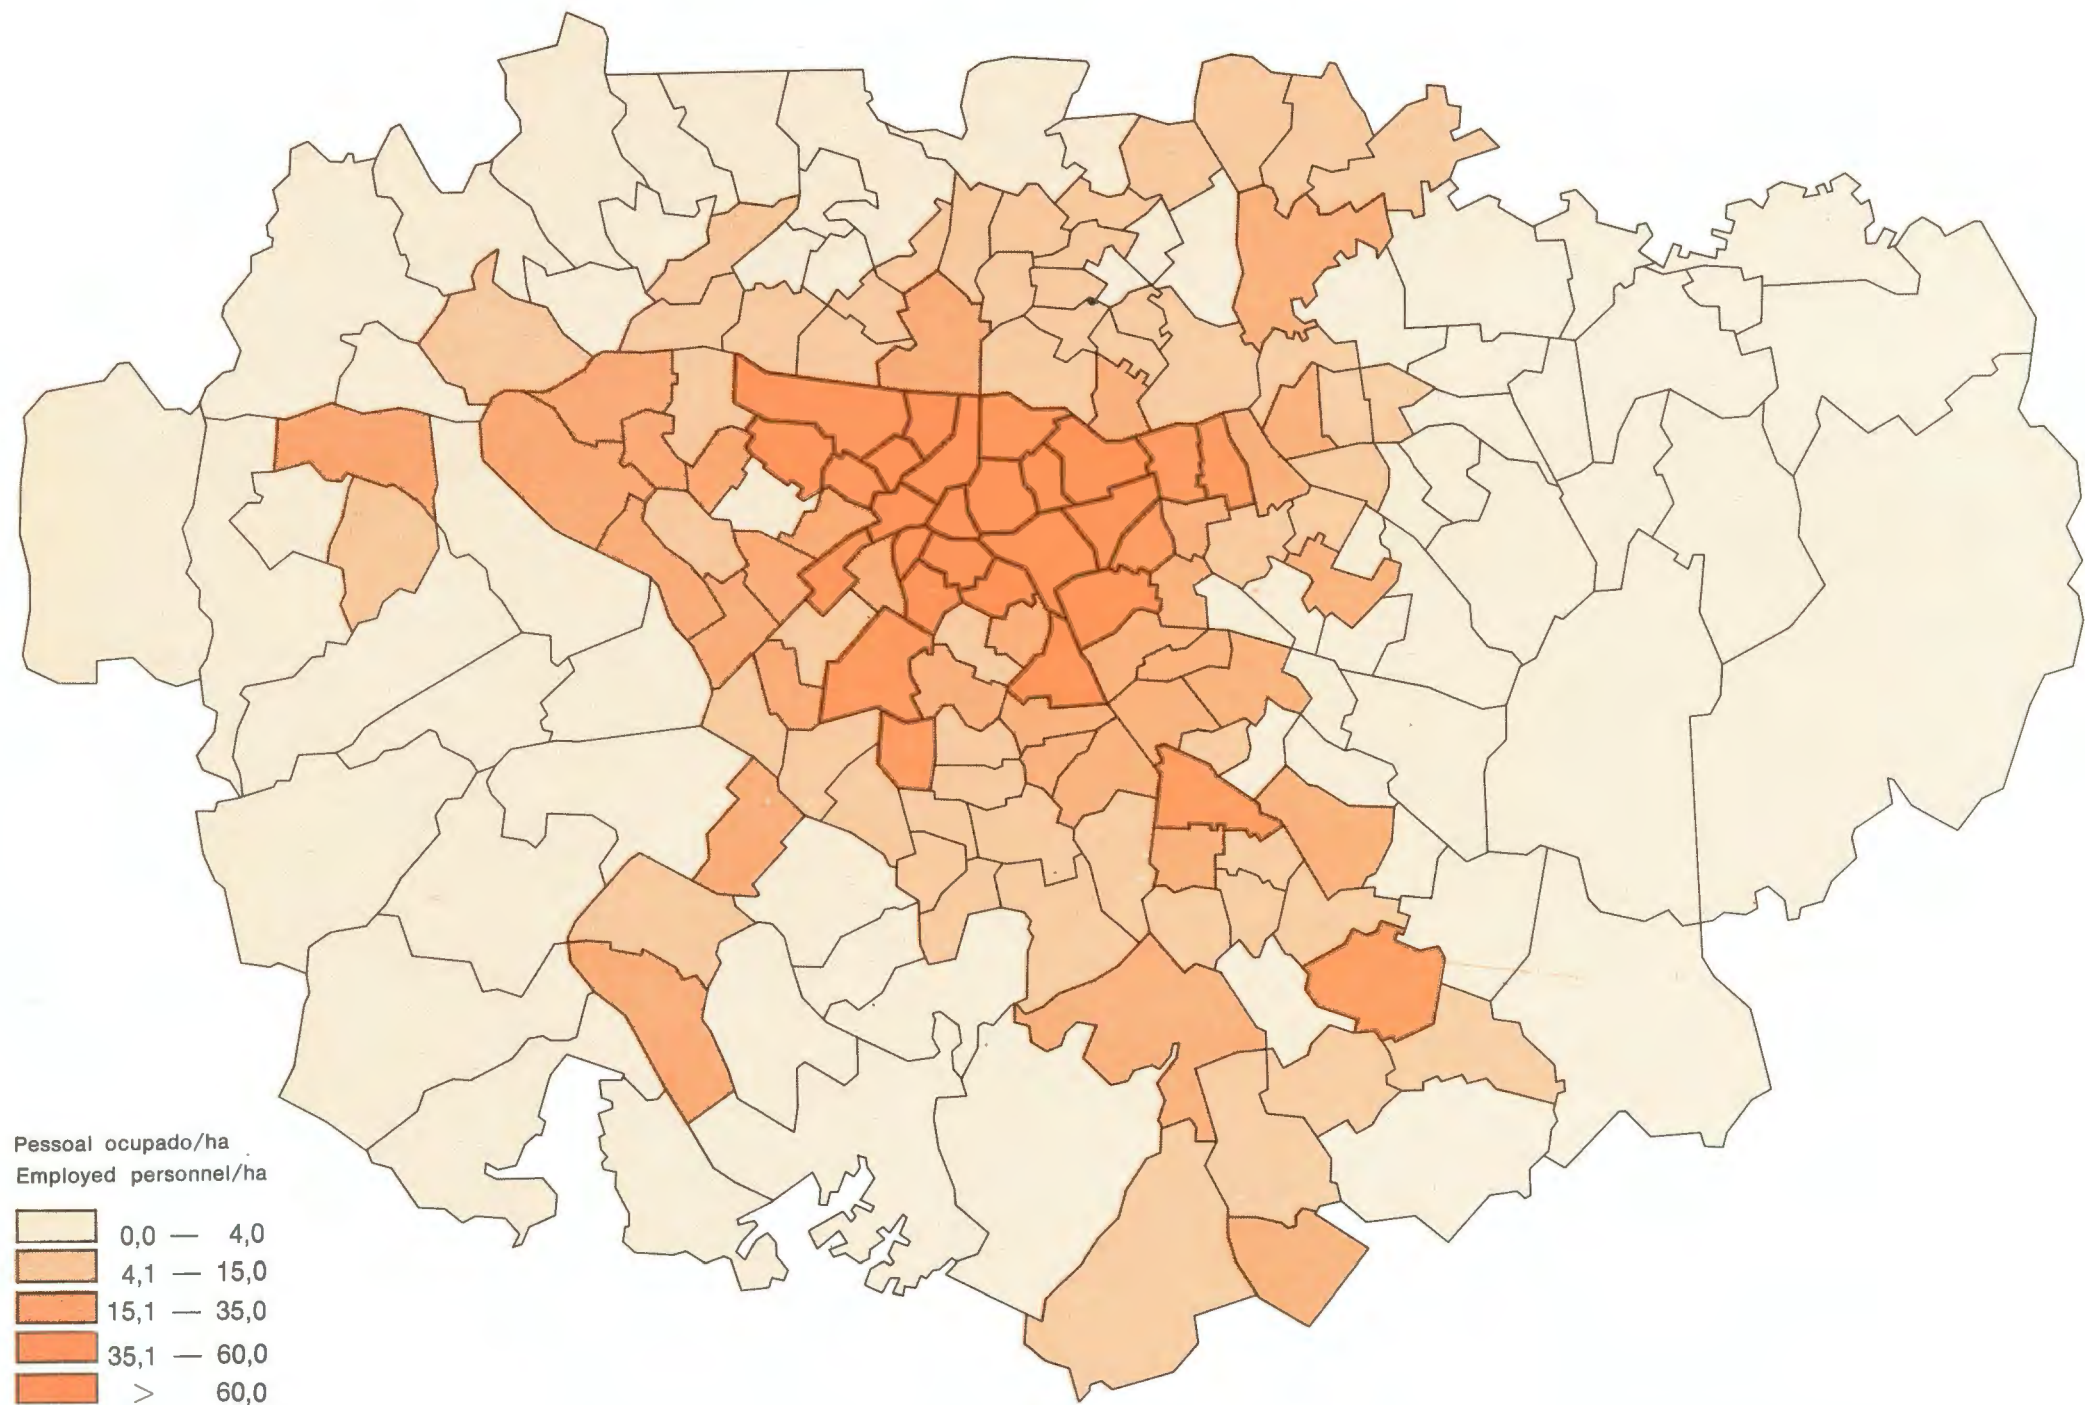 Pessoal ocupado/ha
Employed personnel/ha
0,0 — 4,0
4,1 — 15,0
15,1 — 35,0
35,1 — 60,0
> 60,0